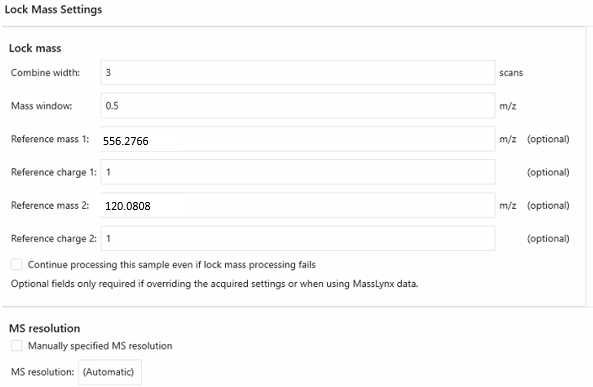 Lock Mass Settings
Lock mass
Combine width: 3 scans
Mass window: 0.5 m/z
Reference mass 1: 556.2766 m/z (optional)
Reference charge 1: 1 (optional)
Reference mass 2: 120.0808 m/z (optional)
Reference charge 2: 1 (optional)
Continue processing this sample even if lock mass processing fails
Optional fields only required if overriding the acquired settings or when using MassLynx data.
MS resolution
Manually specified MS resolution
MS resolution: (Automatic)